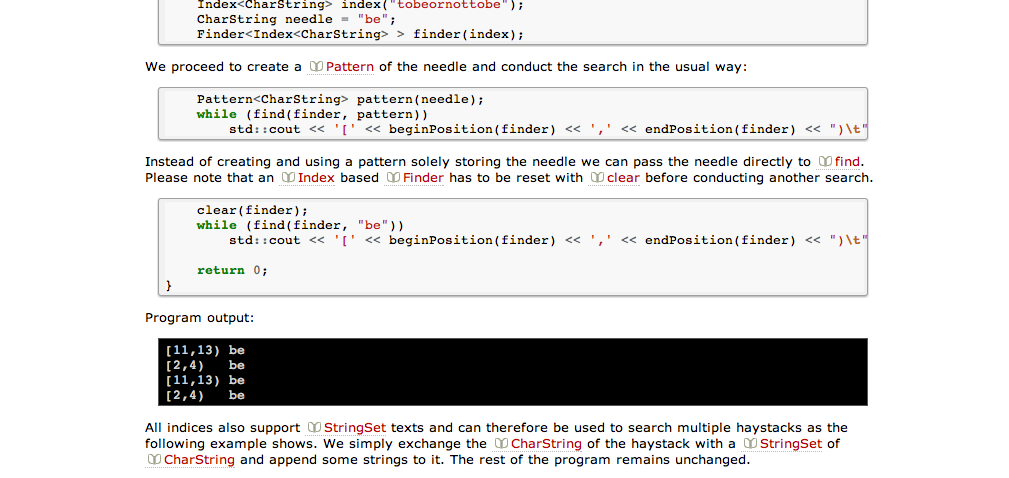 Index<CharString> index("tobeornottobe");
CharString needle = "be";
Finder<Index<CharString> > finder(index);
We proceed to create a Pattern of the needle and conduct the search in the usual way:
Pattern<CharString> pattern(needle);
while (find(finder, pattern))
std::cout << '[' << beginPosition(finder) << ',' << endPosition(finder) << ")\t"
Instead of creating and using a pattern solely storing the needle we can pass the needle directly to find.
Please note that an Index based Finder has to be reset with clear before conducting another search.
clear(finder);
while (find(finder, "be"))
std::cout << '[' << beginPosition(finder) << ',' << endPosition(finder) << ")\t"
return 0;
}
Program output:
[11,13) be
[2,4) be
[11,13) be
[2,4) be
All indices also support StringSet texts and can therefore be used to search multiple haystacks as the
following example shows. We simply exchange the CharString of the haystack with a StringSet of
CharString and append some strings to it. The rest of the program remains unchanged.